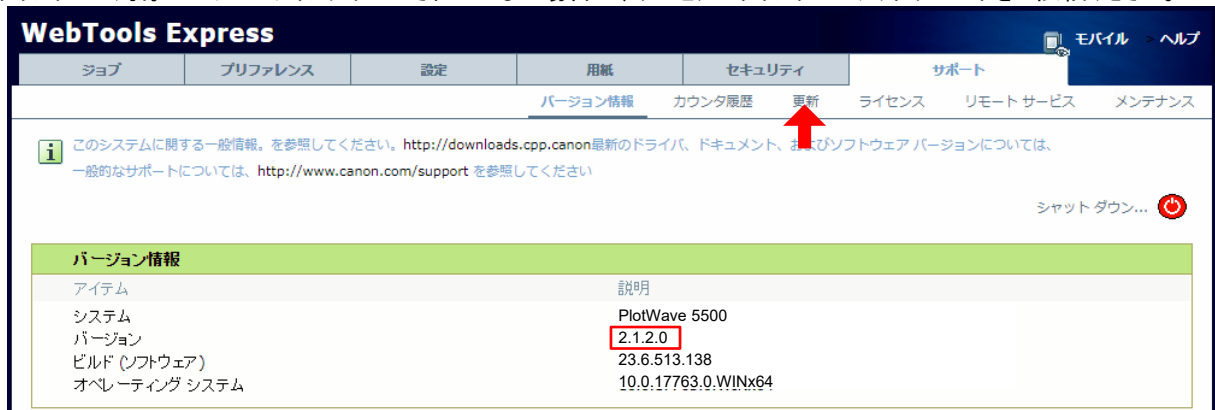 WebTools Express
モバイル ヘルプ
ジョブ プリファレンス 設定 用紙 セキュリティ サポート
バージョン情報 カウンタ履歴 更新 ライセンス リモート サービス メンテナンス
このシステムに関する一般情報。を参照してください。http://downloads.cpp.canon最新のドライバ、ドキュメント、およびソフトウェア バージョンについては、
一般的なサポートについては、http://www.canon.com/support を参照してください
シャット ダウン...
バージョン情報
アイテム 説明
システム PlotWave 5500
バージョン 2.1.2.0
ビルド (ソフトウェア) 23.6.513.138
オペレーティング システム 10.0.17763.0.WINx64